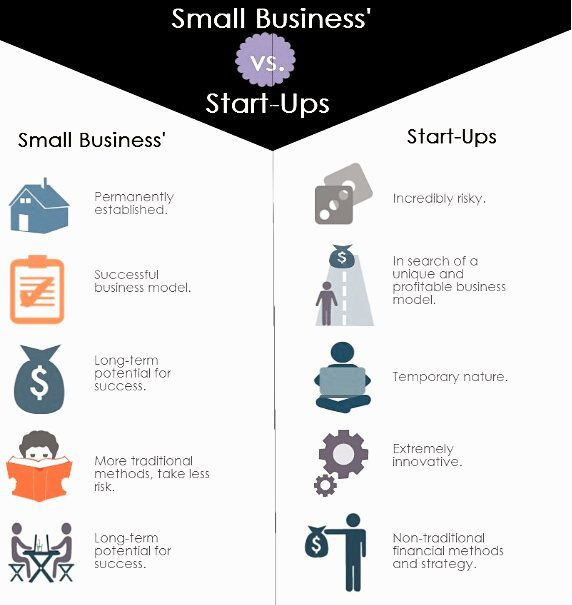 Small Business'
vs.
Start-Ups
Small Business'
Permanently
established.
Successful
business model.
$
Long-term
potential for
success.
More traditional
methods, take less
risk.
Long-term
potential for
success.
Start-Ups
Incredibly risky.
$
In search of a
unique and
profitable business
model.
Temporary nature.
Extremely
innovative.
$
Non-traditional
financial methods
and strategy.